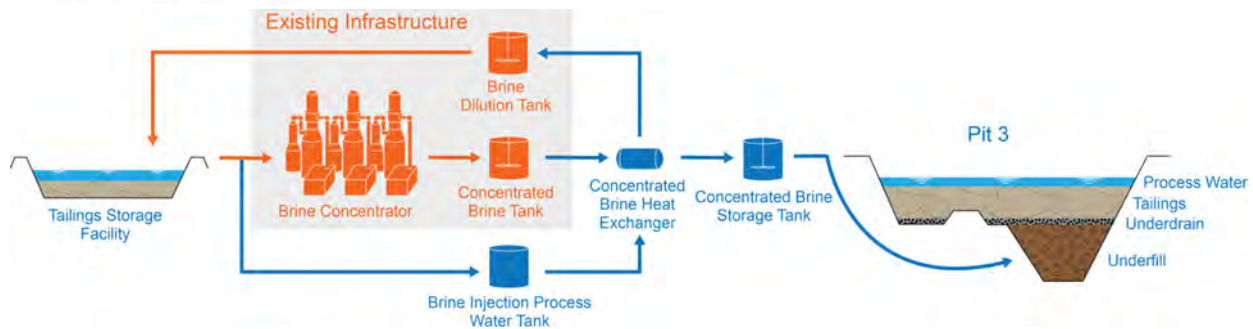 Existing Infrastructure
Brine
Dilution Tank
Pit 3
Tailings Storage
Facility
Brine Concentrator
Concentrated
Brine Tank
Concentrated
Brine Heat
Exchanger
Concentrated Brine
Storage Tank
Process Water
Tailings
Underdrain
Underfill
Brine Injection Process
Water Tank